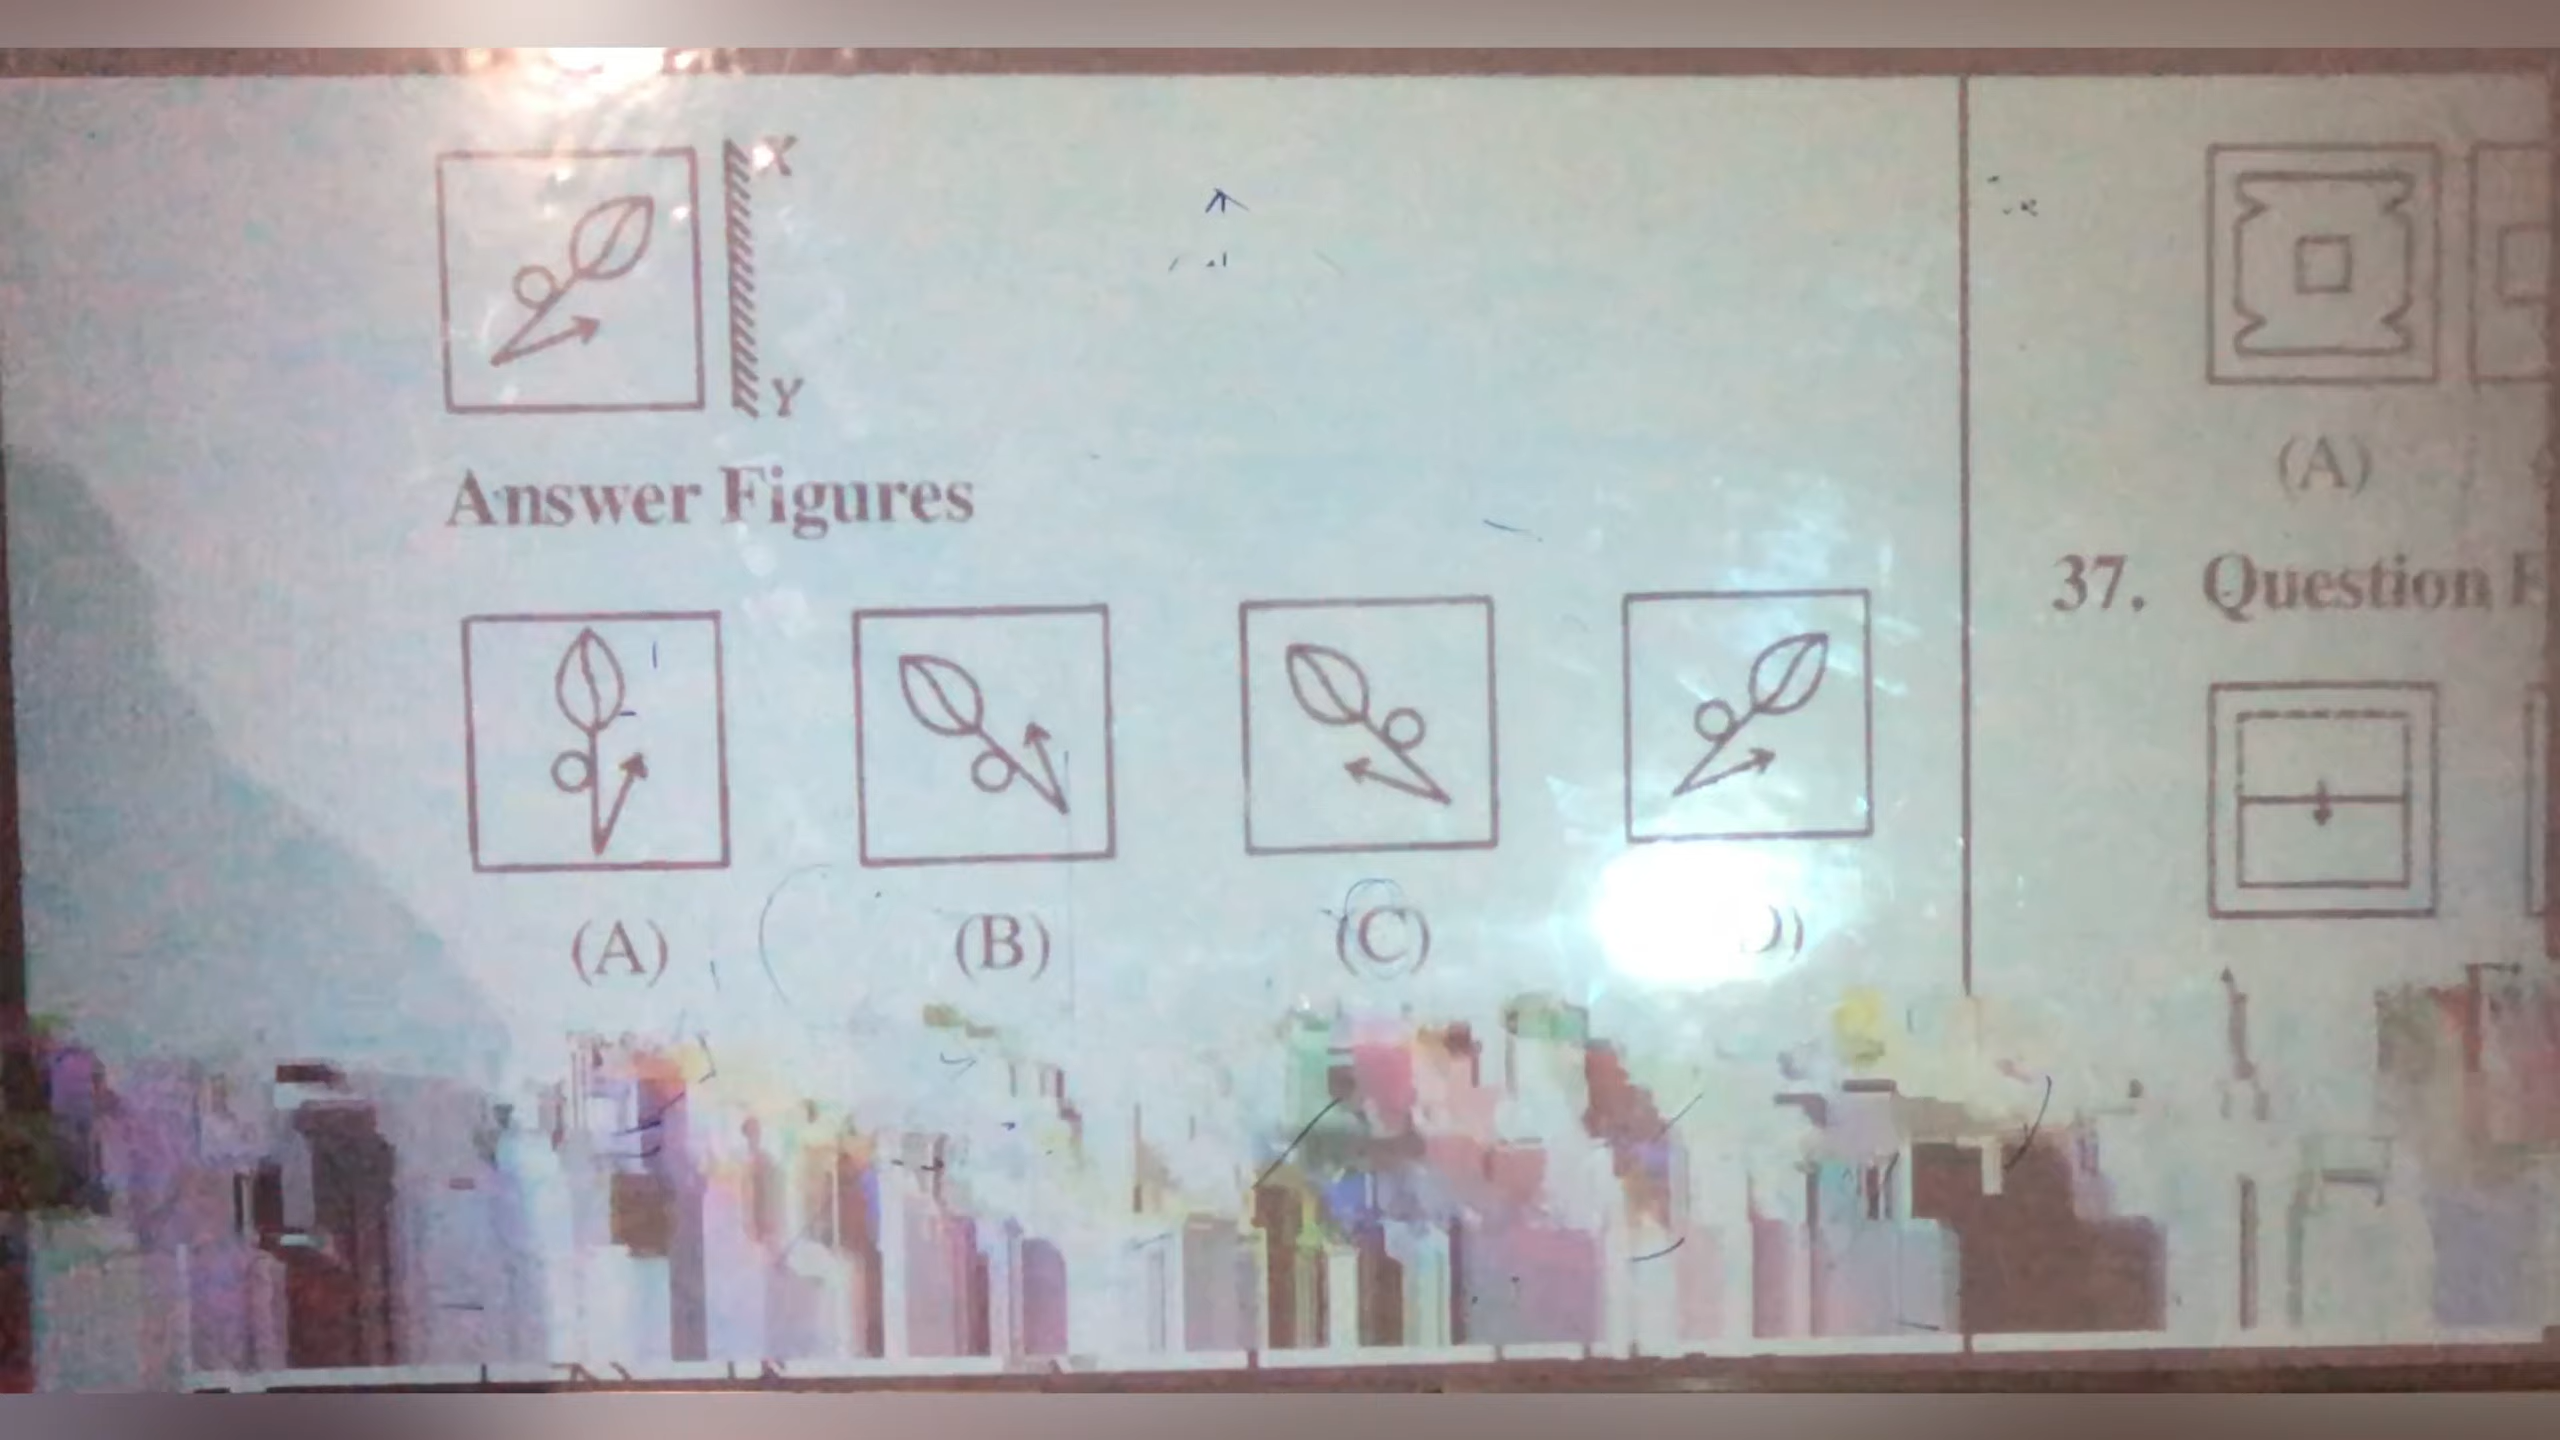 X
Y
Answer Figures
(A)
(B)
(C)
D)
(A)
37. Question F